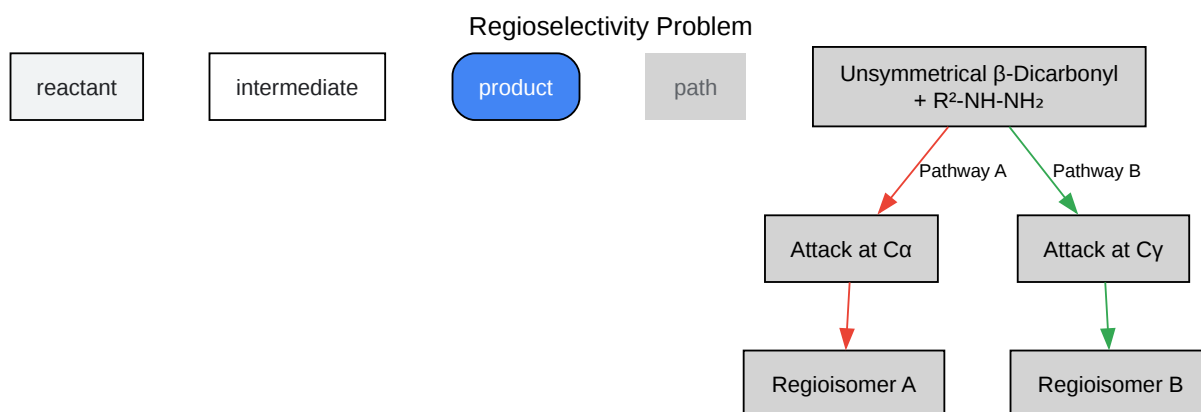 Regioselectivity Problem
reactant
intermediate
product
path
Unsymmetrical β-Dicarbonyl
+ R²-NH-NH₂
Pathway A
Pathway B
Attack at Cα
Attack at Cγ
Regioisomer A
Regioisomer B